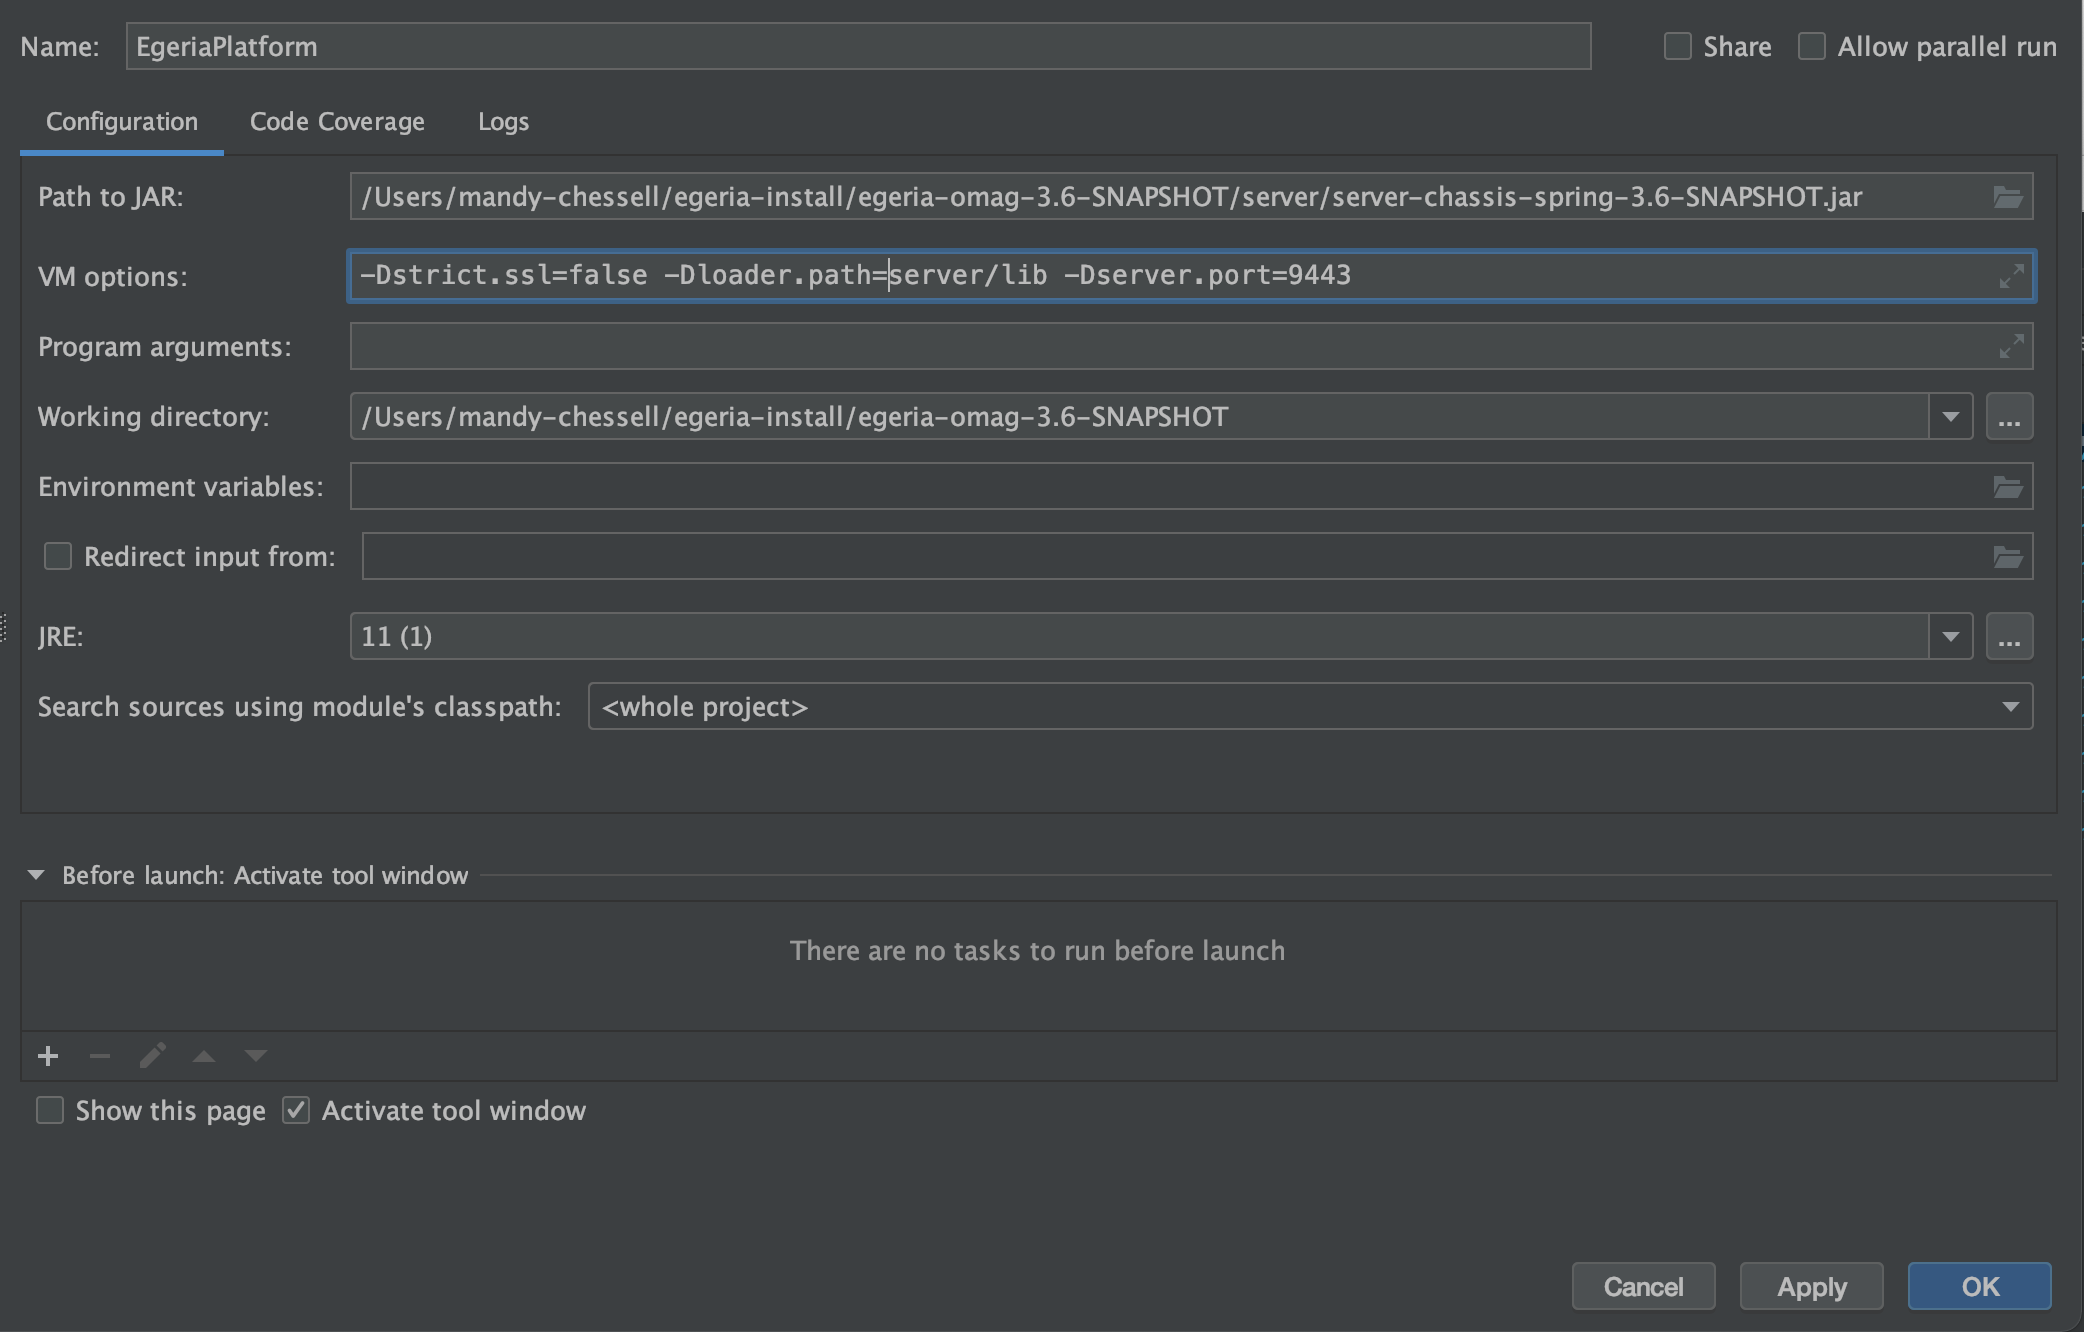 Name: EgeriaPlatform Share Allow parallel run
Configuration Code Coverage Logs
Path to JAR: /Users/mandy-chessell/egeria-install/egeria-omag-3.6-SNAPSHOT/server/server-chassis-spring-3.6-SNAPSHOT.jar
VM options: -Dstrict.ssl=false -Dloader.path=server/lib -Dserver.port=9443
Program arguments:
Working directory: /Users/mandy-chessell/egeria-install/egeria-omag-3.6-SNAPSHOT ...
Environment variables:
Redirect input from:
JRE: 11 (1) ...
Search sources using module's classpath: <whole project>
Before launch: Activate tool window
There are no tasks to run before launch
Show this page Activate tool window
Cancel Apply OK